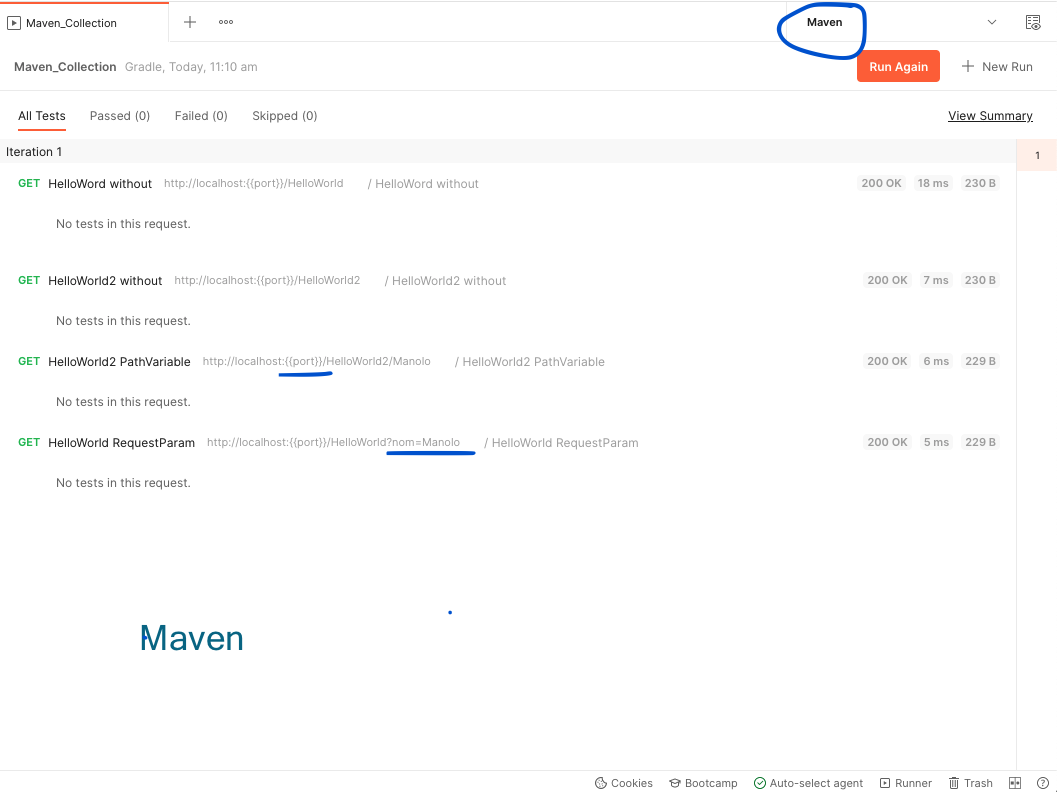 Maven_Collection
Maven
Maven_Collection Gradle, Today, 11:10 am
Run Again
New Run
All Tests Passed (0) Failed (0) Skipped (0)
View Summary
Iteration 1
1
GET HelloWord without http://localhost:{{port}}/HelloWorld / HelloWord without 200 OK 18 ms 230 B
No tests in this request.
GET HelloWorld2 without http://localhost:{{port}}/HelloWorld2 / HelloWorld2 without 200 OK 7 ms 230 B
No tests in this request.
GET HelloWorld2 PathVariable http://localhost:{{port}}/HelloWorld2/Manolo / HelloWorld2 PathVariable 200 OK 6 ms 229 B
No tests in this request.
GET HelloWorld RequestParam http://localhost:{{port}}/HelloWorld?nom=Manolo / HelloWorld RequestParam 200 OK 5 ms 229 B
No tests in this request.
Maven
Cookies Bootcamp Auto-select agent Runner Trash